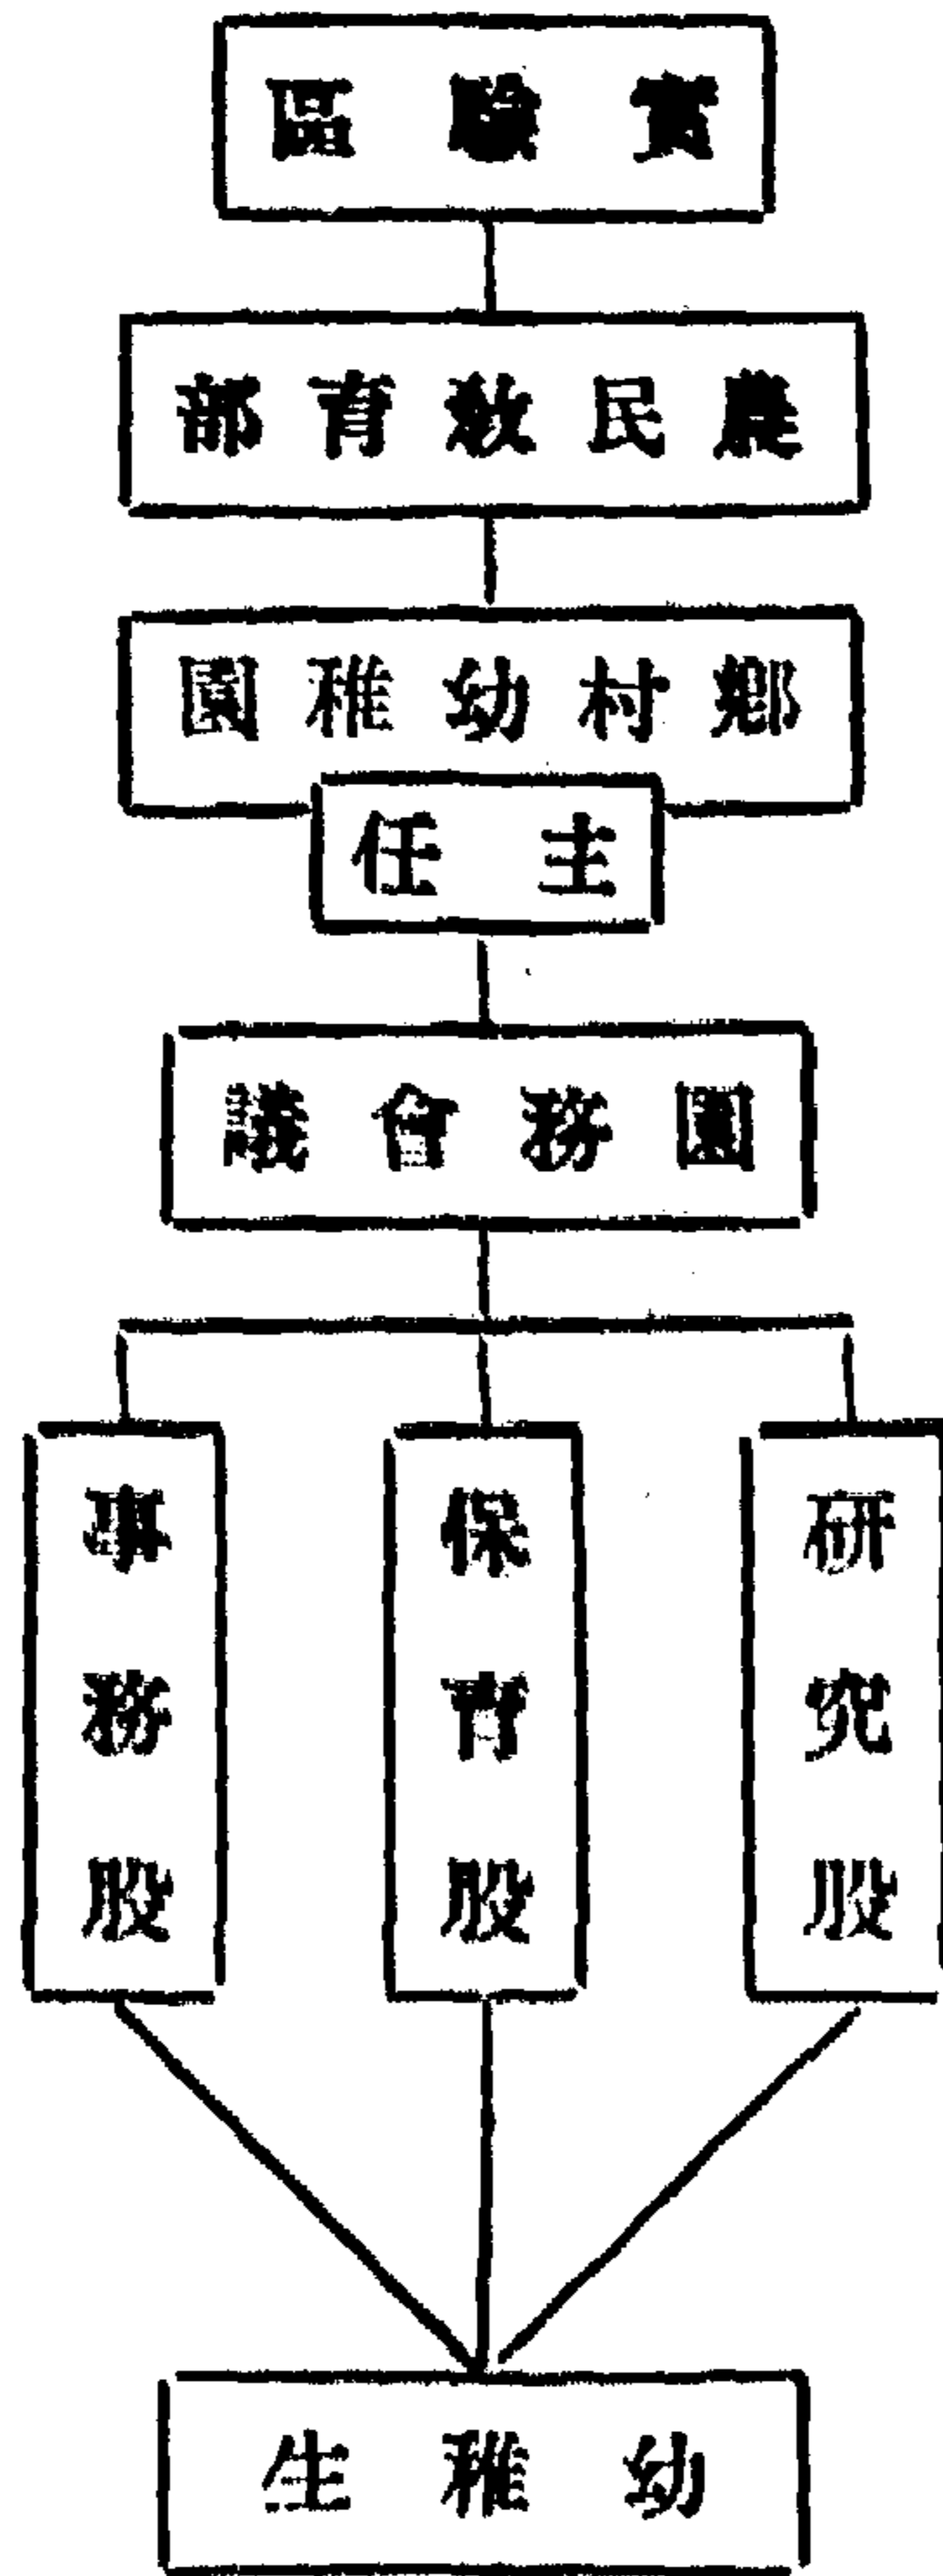 實驗區
農民教育部
鄉村幼稚園
主任
園務會議
研究股
保育股
事務股
幼稚生